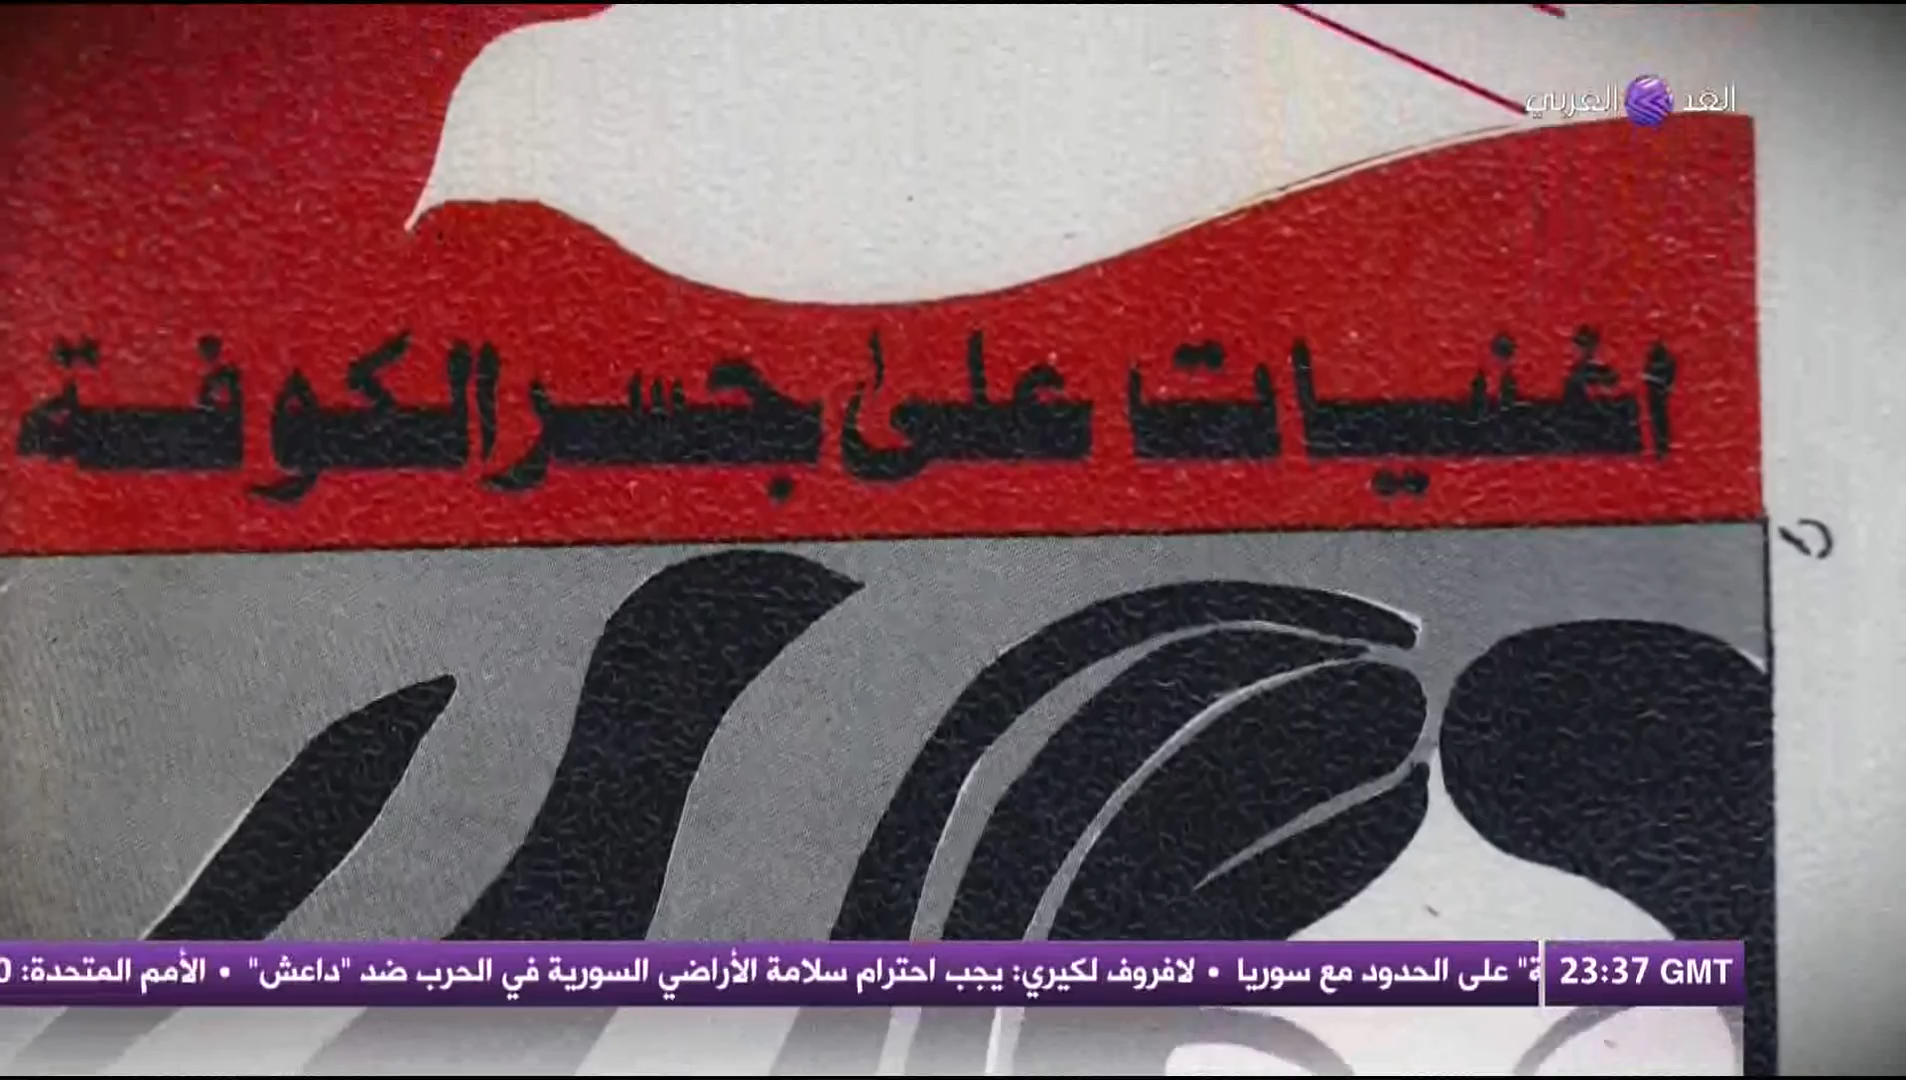 الغد العربي
اغنيات على جسر الكوفة
23:37 GMT
ة" على الحدود مع سوريا • لافروف لكيري: يجب احترام سلامة الأراضي السورية في الحرب ضد "داعش" • الأمم المتحدة: 0